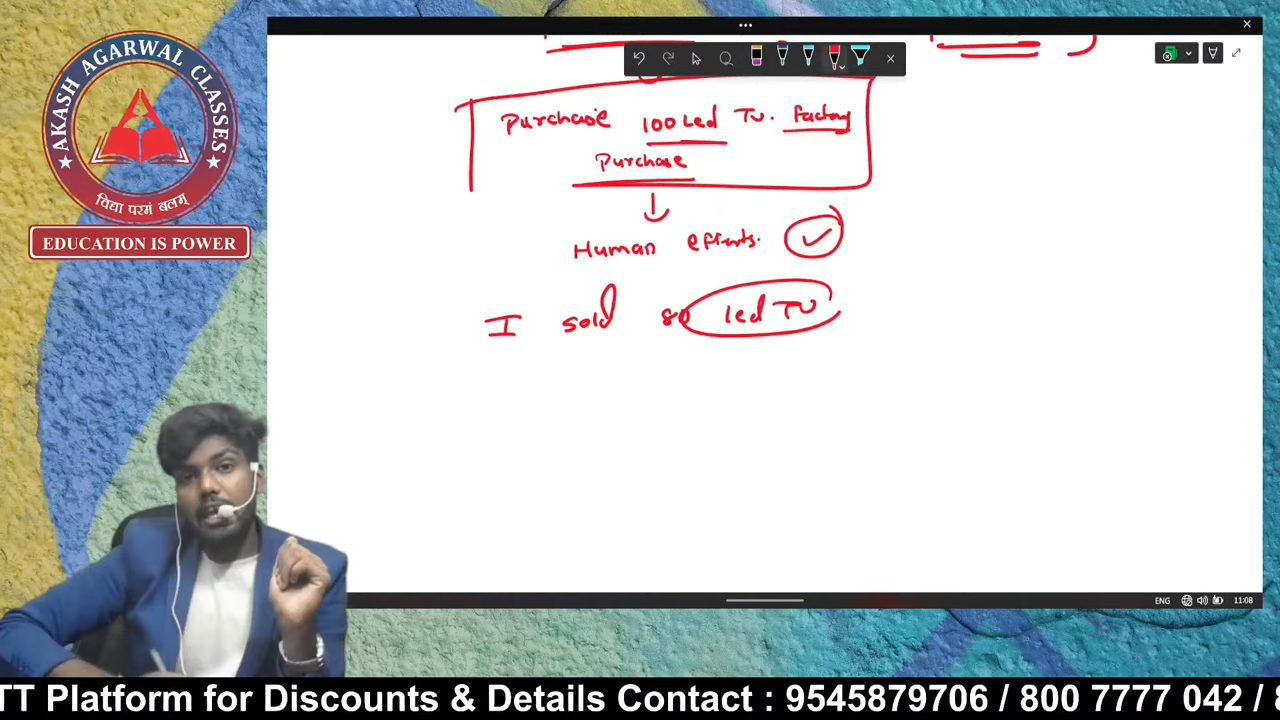 AKASH AGARWAL CLASSES
विद्या परमं बलम्
EDUCATION IS POWER
Purchase 100 Led Tv. Factory
Purchase
Human efforts.
I sold 80 led TV
ENG 11:08
TT Platform for Discounts & Details Contact : 9545879706 / 800 7777 042 /